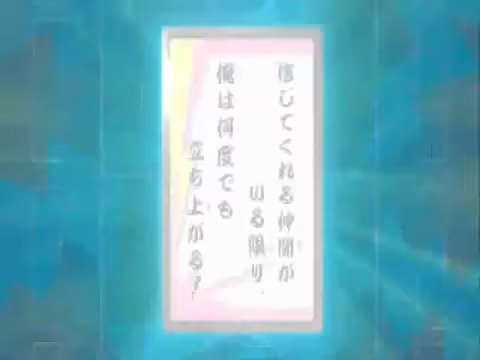 信じてくれる仲間が
いる限り、
俺は何度でも
立ち上がる!